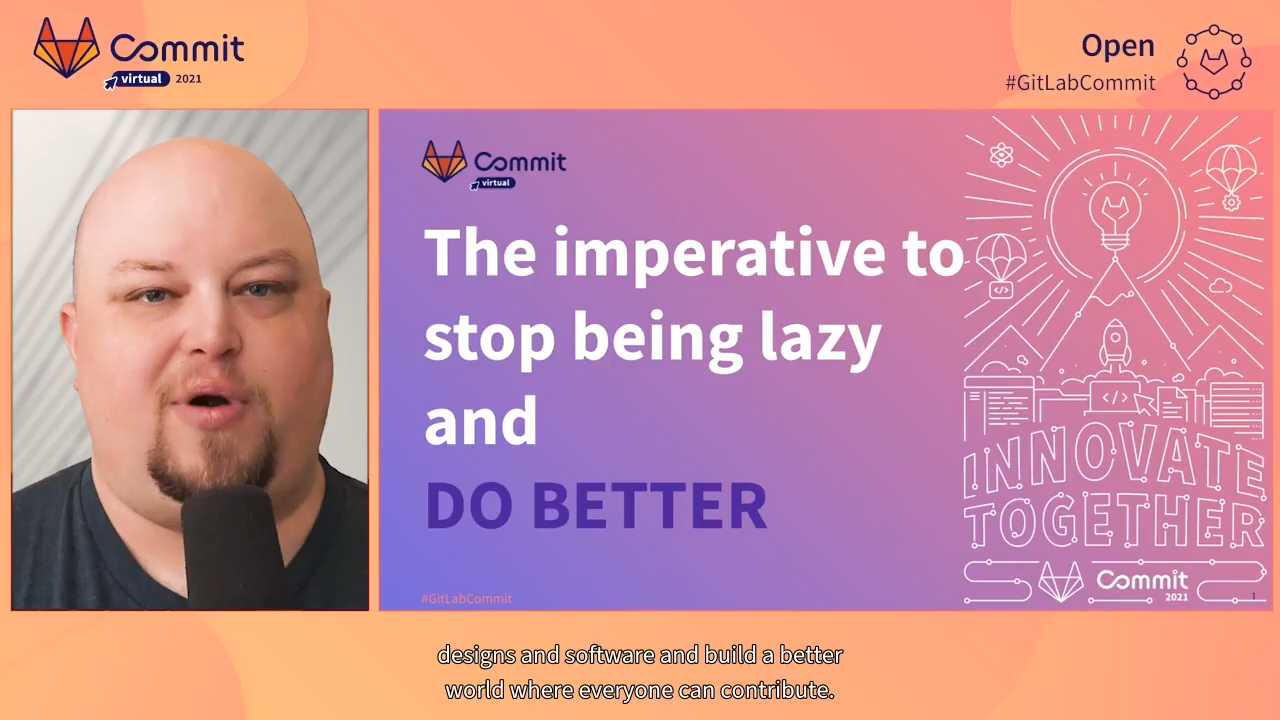 Commit
virtual 2021
Open
#GitLabCommit
Commit
virtual
The imperative to
stop being lazy
and
DO BETTER
#GitLabCommit
</>
</>
INNOVATE
TOGETHER
Commit
2021
1
designs and software and build a better
world where everyone can contribute.